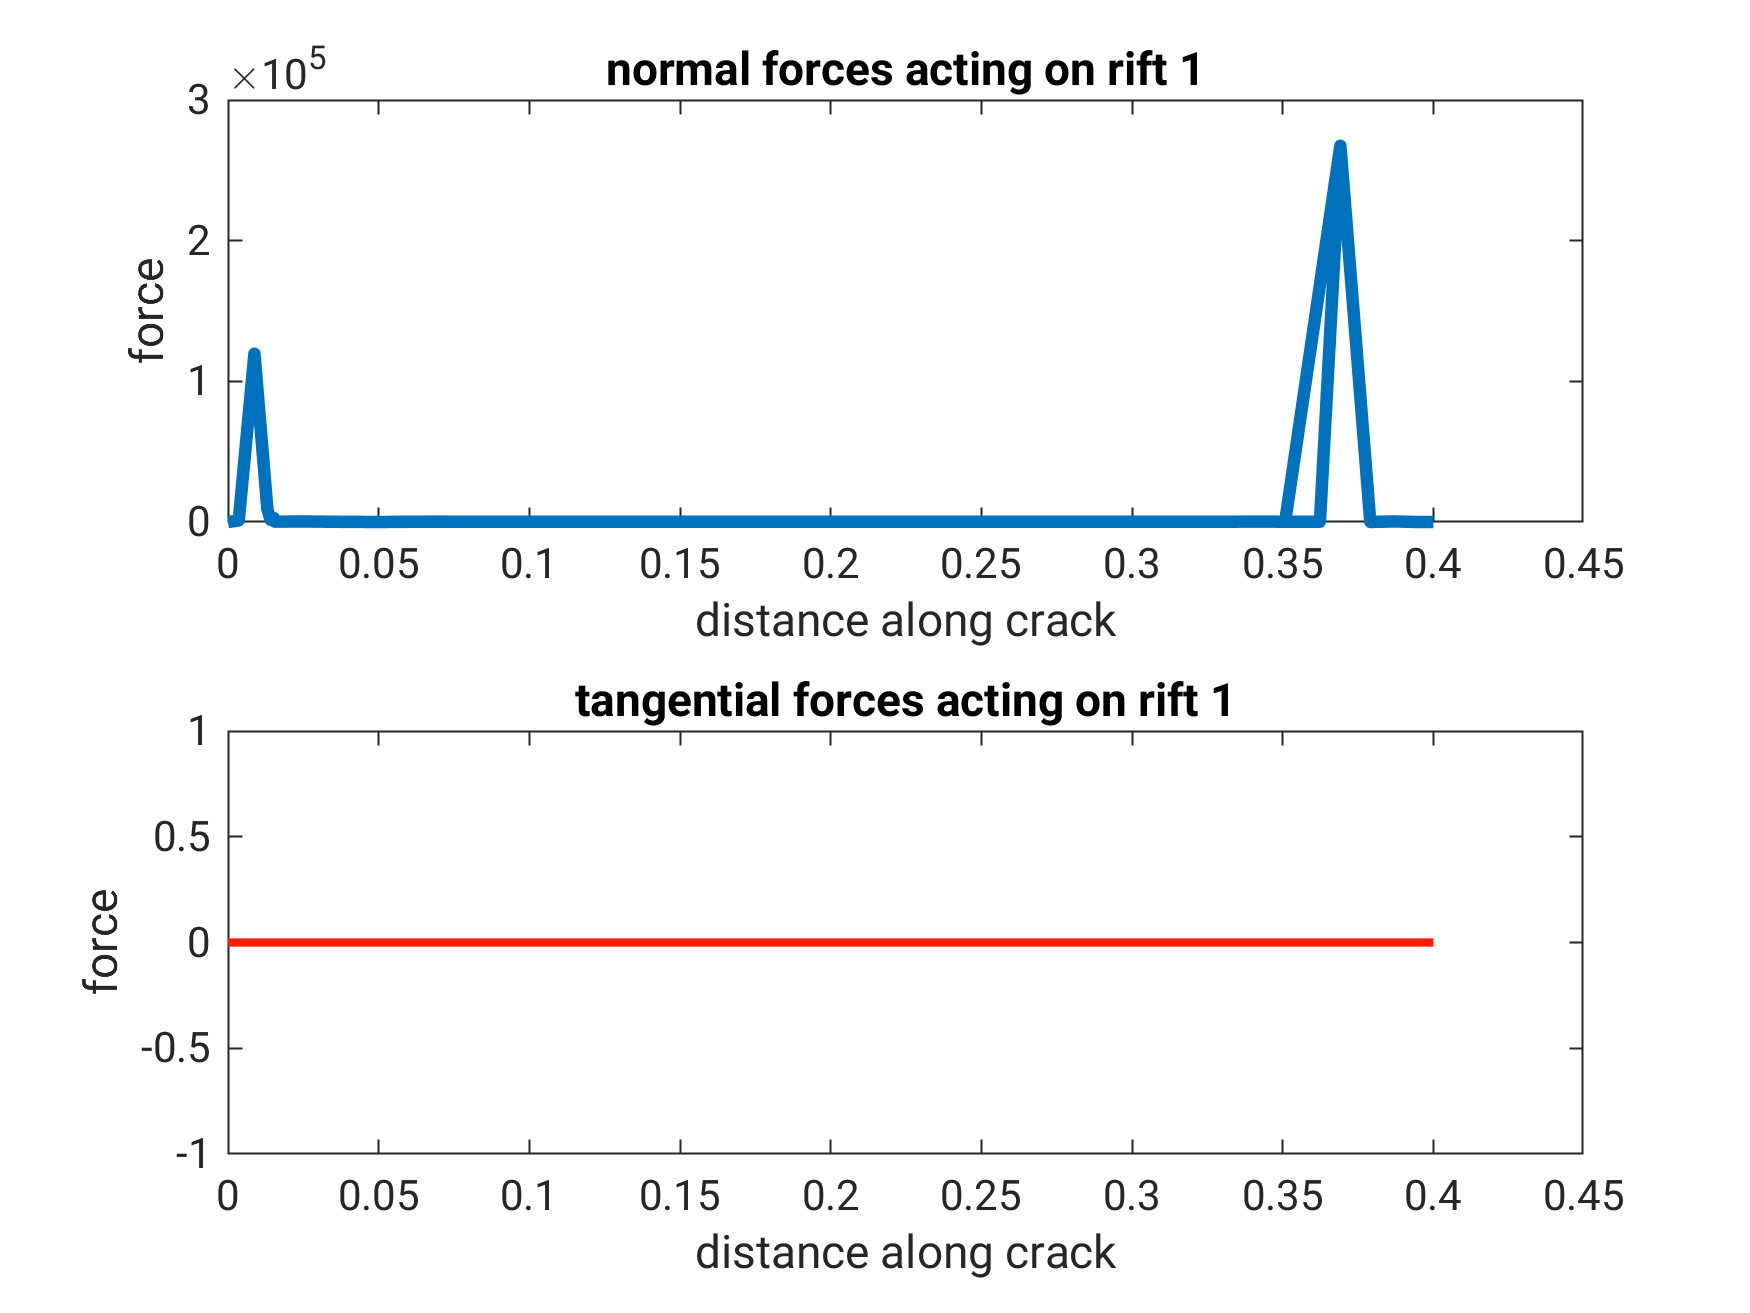 ×10^5
normal forces acting on rift 1
3
2
1
0
force
0 0.05 0.1 0.15 0.2 0.25 0.3 0.35 0.4 0.45
distance along crack
tangential forces acting on rift 1
1
0.5
0
-0.5
-1
force
0 0.05 0.1 0.15 0.2 0.25 0.3 0.35 0.4 0.45
distance along crack